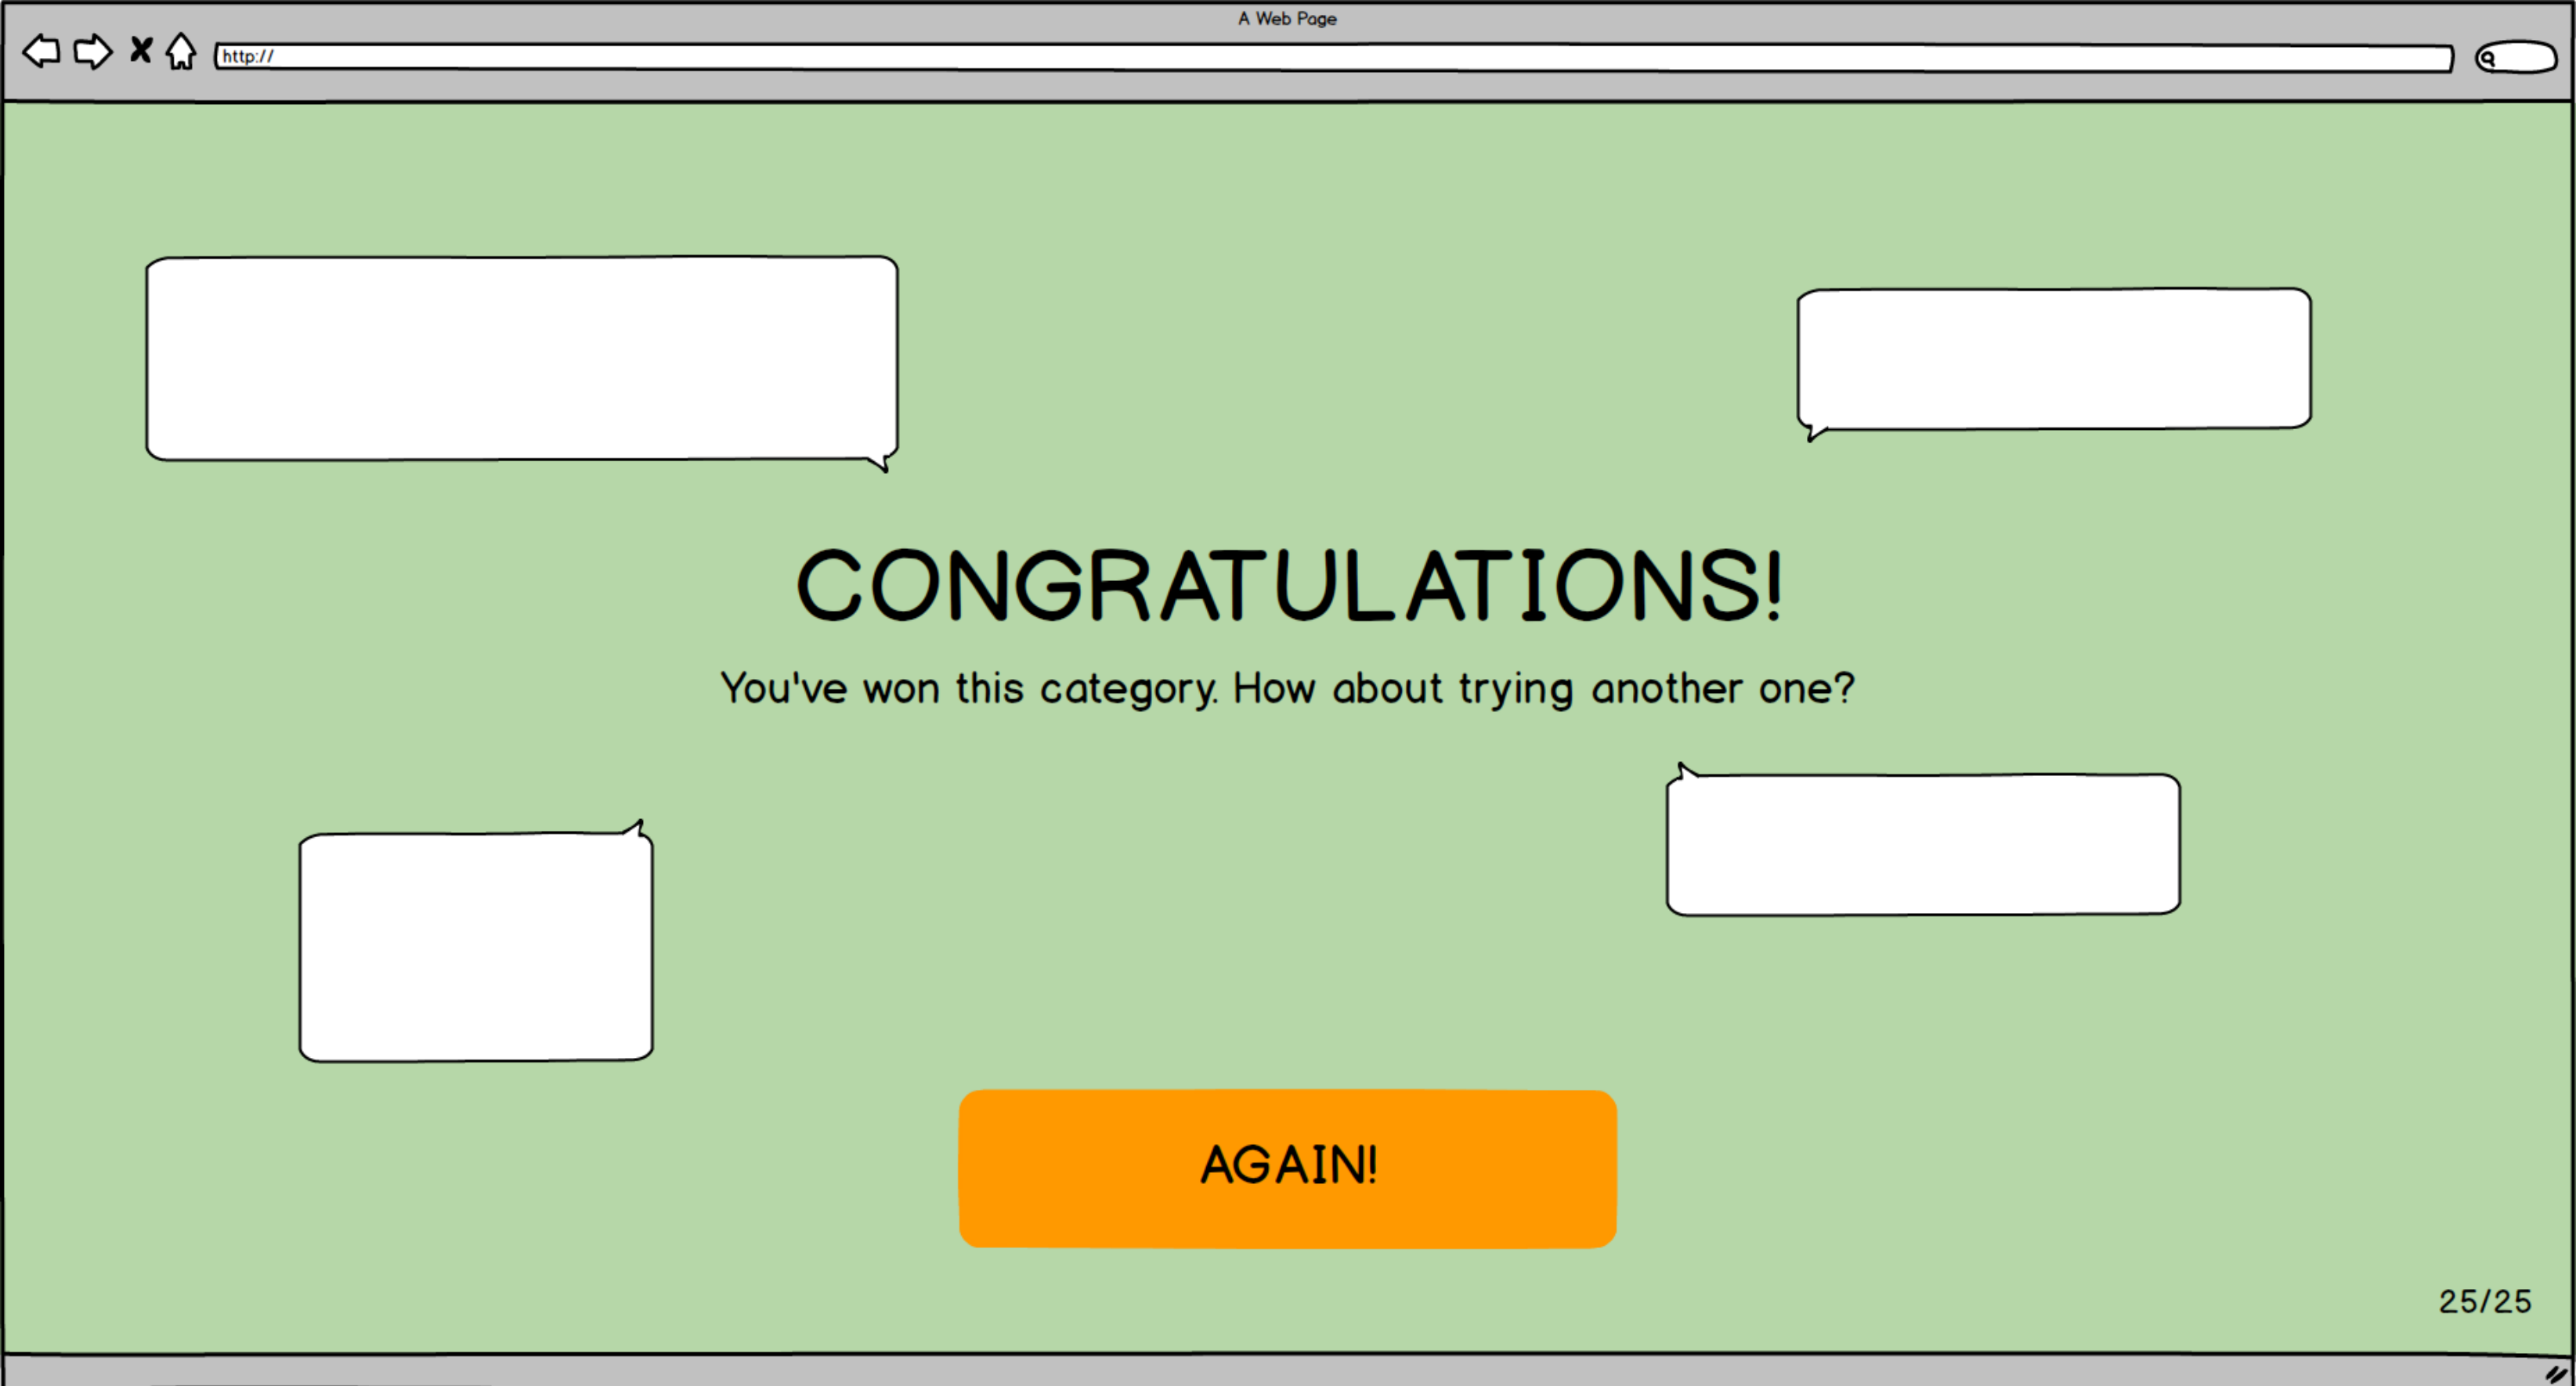 A Web Page
http://
CONGRATULATIONS!
You've won this category. How about trying another one?
AGAIN!
25/25